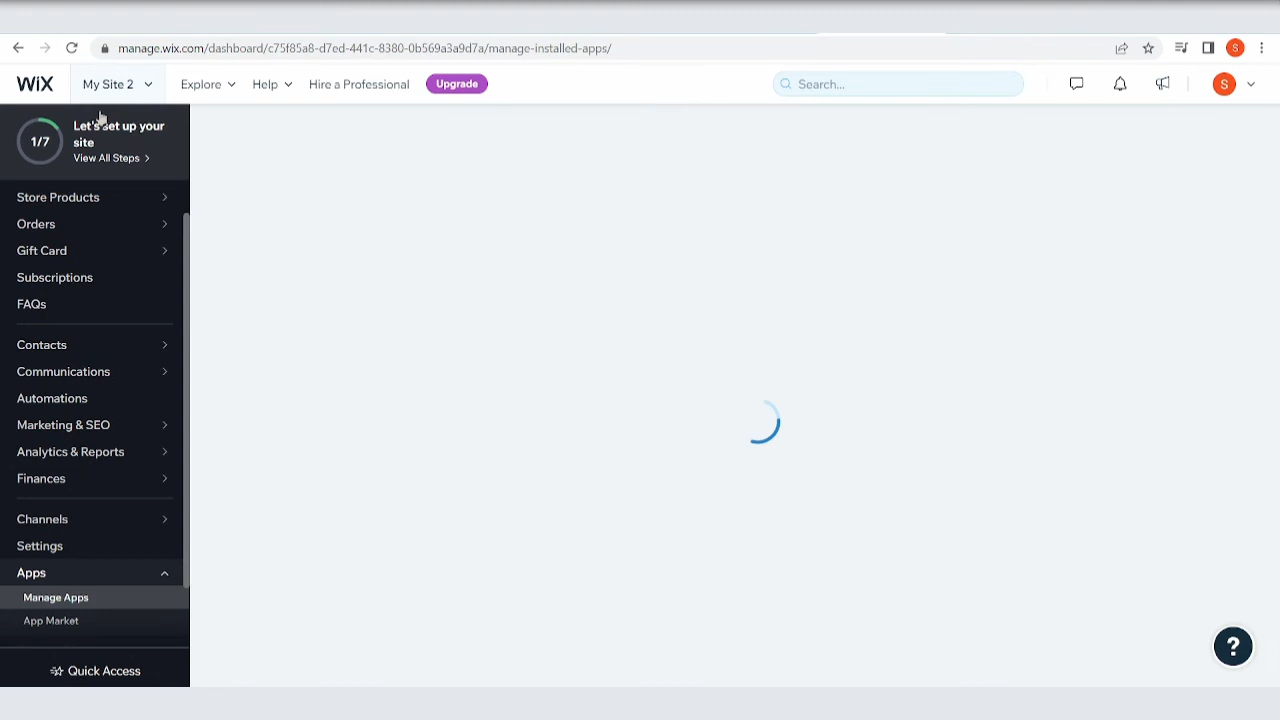 manage.wix.com/dashboard/c75f85a8-d7ed-441c-8380-0b569a3a9d7a/manage-installed-apps/
S
WiX
My Site 2
Explore
Help
Hire a Professional
Upgrade
Search...
S
1/7
Let's set up your
site
View All Steps >
Store Products
Orders
Gift Card
Subscriptions
FAQs
Contacts
Communications
Automations
Marketing & SEO
Analytics & Reports
Finances
Channels
Settings
Apps
Manage Apps
App Market
Quick Access
?